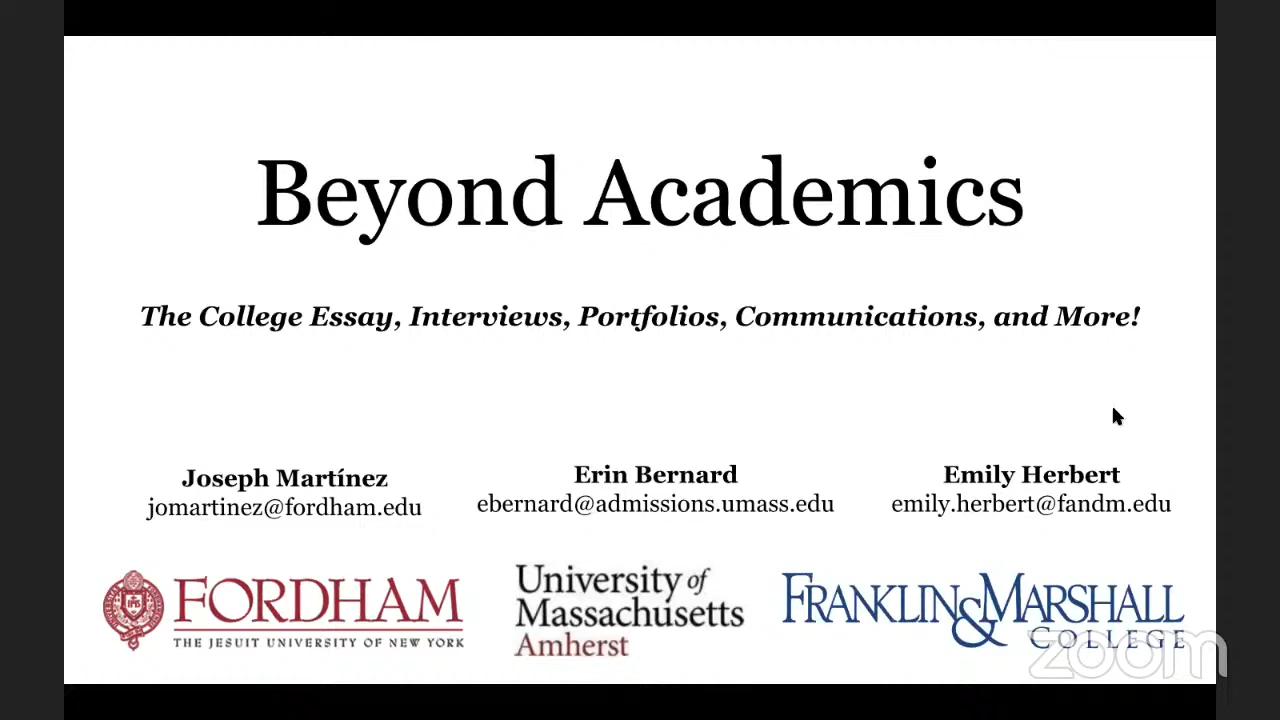 Beyond Academics
The College Essay, Interviews, Portfolios, Communications, and More!
Joseph Martínez
jomartinez@fordham.edu
Erin Bernard
ebernard@admissions.umass.edu
Emily Herbert
emily.herbert@fandm.edu
FORDHAM
THE JESUIT UNIVERSITY OF NEW YORK
University of
Massachusetts
Amherst
FRANKLIN & MARSHALL
COLLEGE
zoom